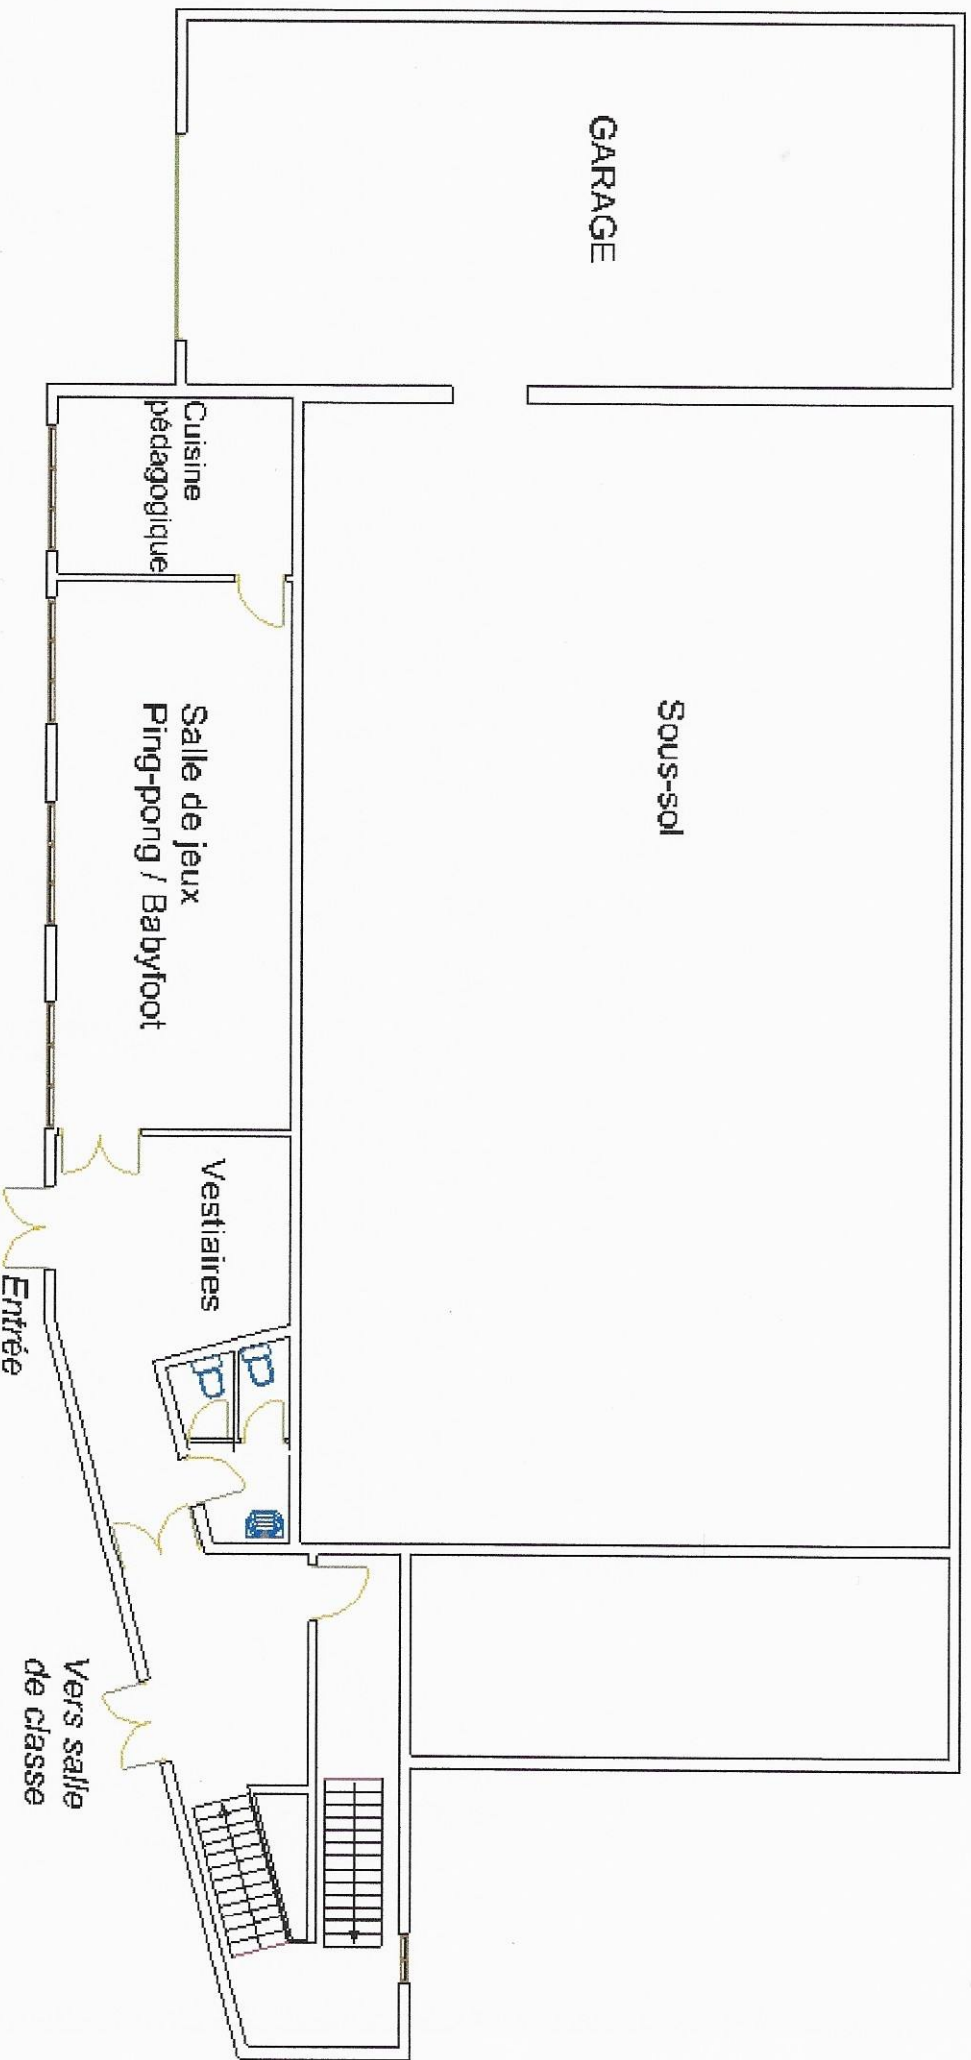 GARAGE
Sous-sol
Cuisine
pédagogique
Salle de jeux
Ping-pong / Babyfoot
Vestiaires
Entrée
Vers salle
de classe